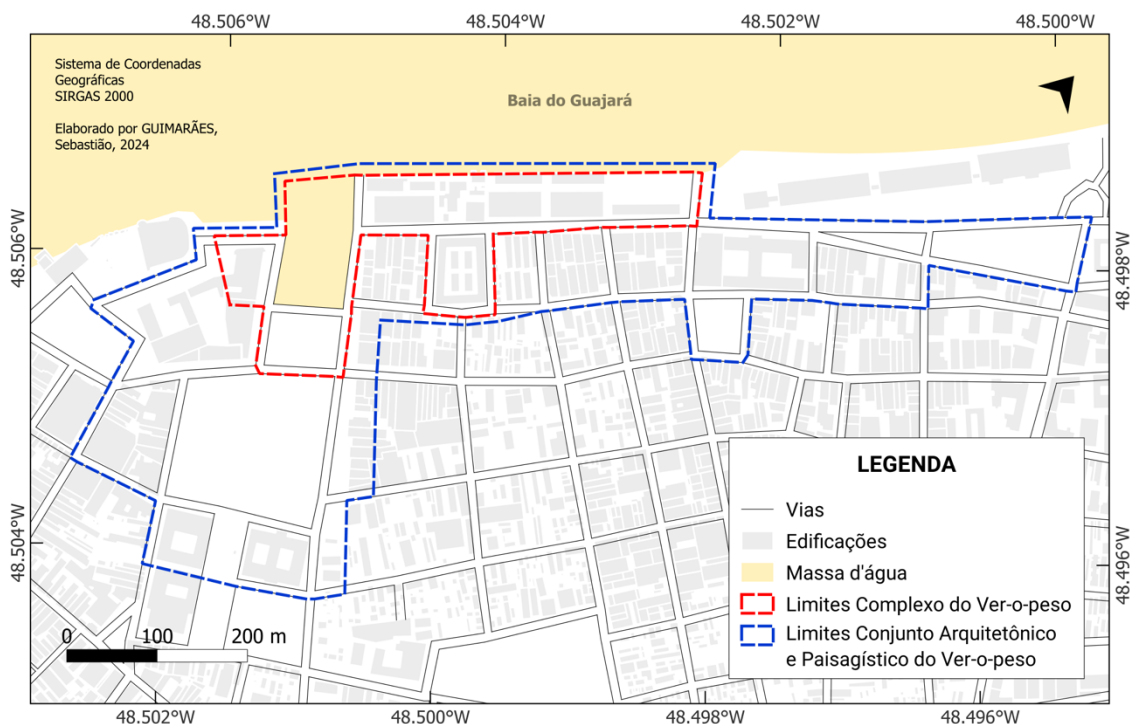 48.506°W
48.504°W
48.502°W
48.500°W
Sistema de Coordenadas
Geográficas
SIRGAS 2000
Elaborado por GUIMARÃES,
Sebastião, 2024
Baia do Guajará
48.506°W
48.498°W
48.504°W
48.496°W
LEGENDA
Vias
Edificações
Massa d'água
Limites Complexo do Ver-o-peso
Limites Conjunto Arquitetônico
e Paisagístico do Ver-o-peso
0 100 200 m
48.502°W
48.500°W
48.498°W
48.496°W